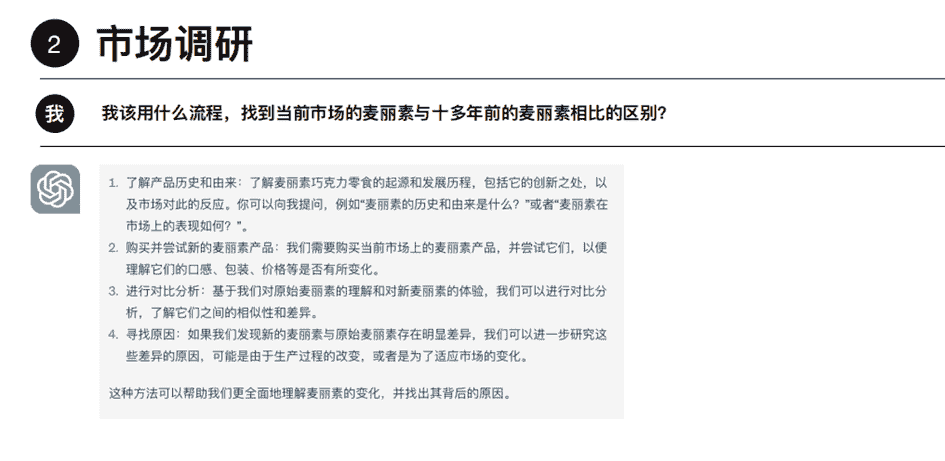 2 市场调研
我 我该用什么流程，找到当前市场的麦丽素与十多年前的麦丽素相比的区别？
1. 了解产品历史和由来：了解麦丽素巧克力零食的起源和发展历程，包括它的创新之处，以
及市场对此的反应。你可以向我提问，例如“麦丽素的历史和由来是什么？”或者“麦丽素在
市场上的表现如何？”。
2. 购买并尝试新的麦丽素产品：我们需要购买当前市场上的麦丽素产品，并尝试它们，以便
理解它们的口感、包装、价格等是否有所变化。
3. 进行对比分析：基于我们对原始麦丽素的理解和对新麦丽素的体验，我们可以进行对比分
析，了解它们之间的相似性和差异。
4. 寻找原因：如果我们发现新的麦丽素与原始麦丽素存在明显差异，我们可以进一步研究这
些差异的原因，可能是由于生产过程的改变，或者是为了适应市场的变化。
这种方法可以帮助我们更全面地理解麦丽素的变化，并找出其背后的原因。